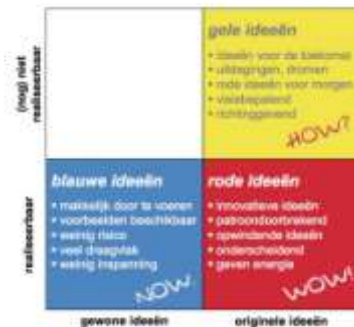 (nog) niet
realiseerbaar
gele ideeën
• ideeën voor de toekomst
• uitdagingen, dromen
• rode ideeën voor morgen
• visiebepalend
• richtinggevend
HOW?
realiseerbaar
blauwe ideeën
• makkelijk door te voeren
• voorbeelden beschikbaar
• weinig risico
• veel draagvlak
• weinig inspanning
NOW
rode ideeën
• innovatieve ideeën
• patroondoorbrekend
• opwindende ideeën
• onderscheidend
• geven energie
WOW!
gewone ideeën
originele ideeën